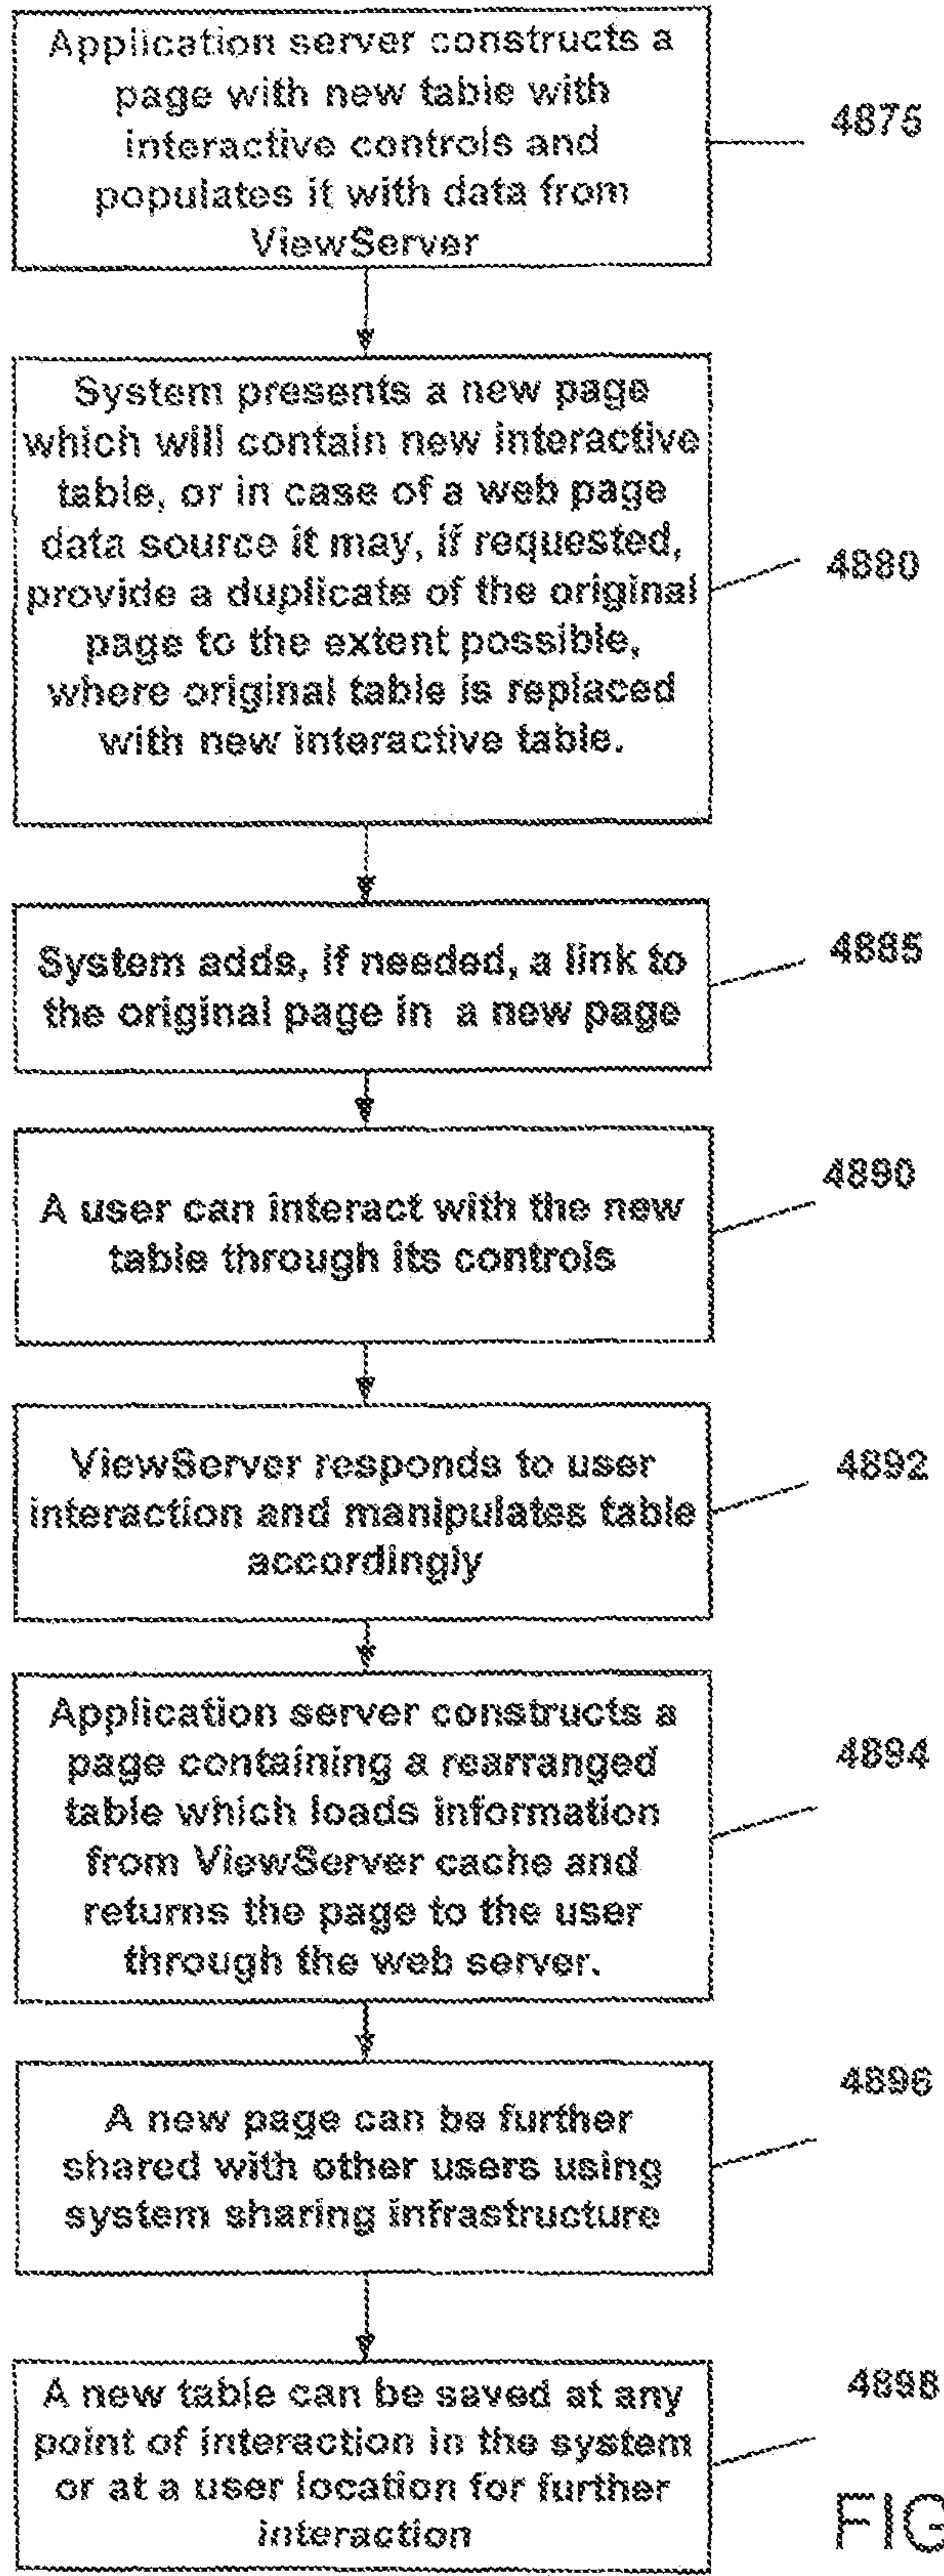 Application server constructs a
page with new table with
interactive controls and
populates it with data from
ViewServer
4875
System presents a new page
which will contain new interactive
table, or in case of a web page
data source it may, if requested,
provide a duplicate of the original
page to the extent possible,
where original table is replaced
with new interactive table.
4880
System adds, if needed, a link to
the original page in a new page
4885
A user can interact with the new
table through its controls
4890
ViewServer responds to user
interaction and manipulates table
accordingly
4892
Application server constructs a
page containing a rearranged
table which loads information
from ViewServer cache and
returns the page to the user
through the web server.
4894
A new page can be further
shared with other users using
system sharing infrastructure
4896
A new table can be saved at any
point of interaction in the system
or at a user location for further
interaction
4898
FIG